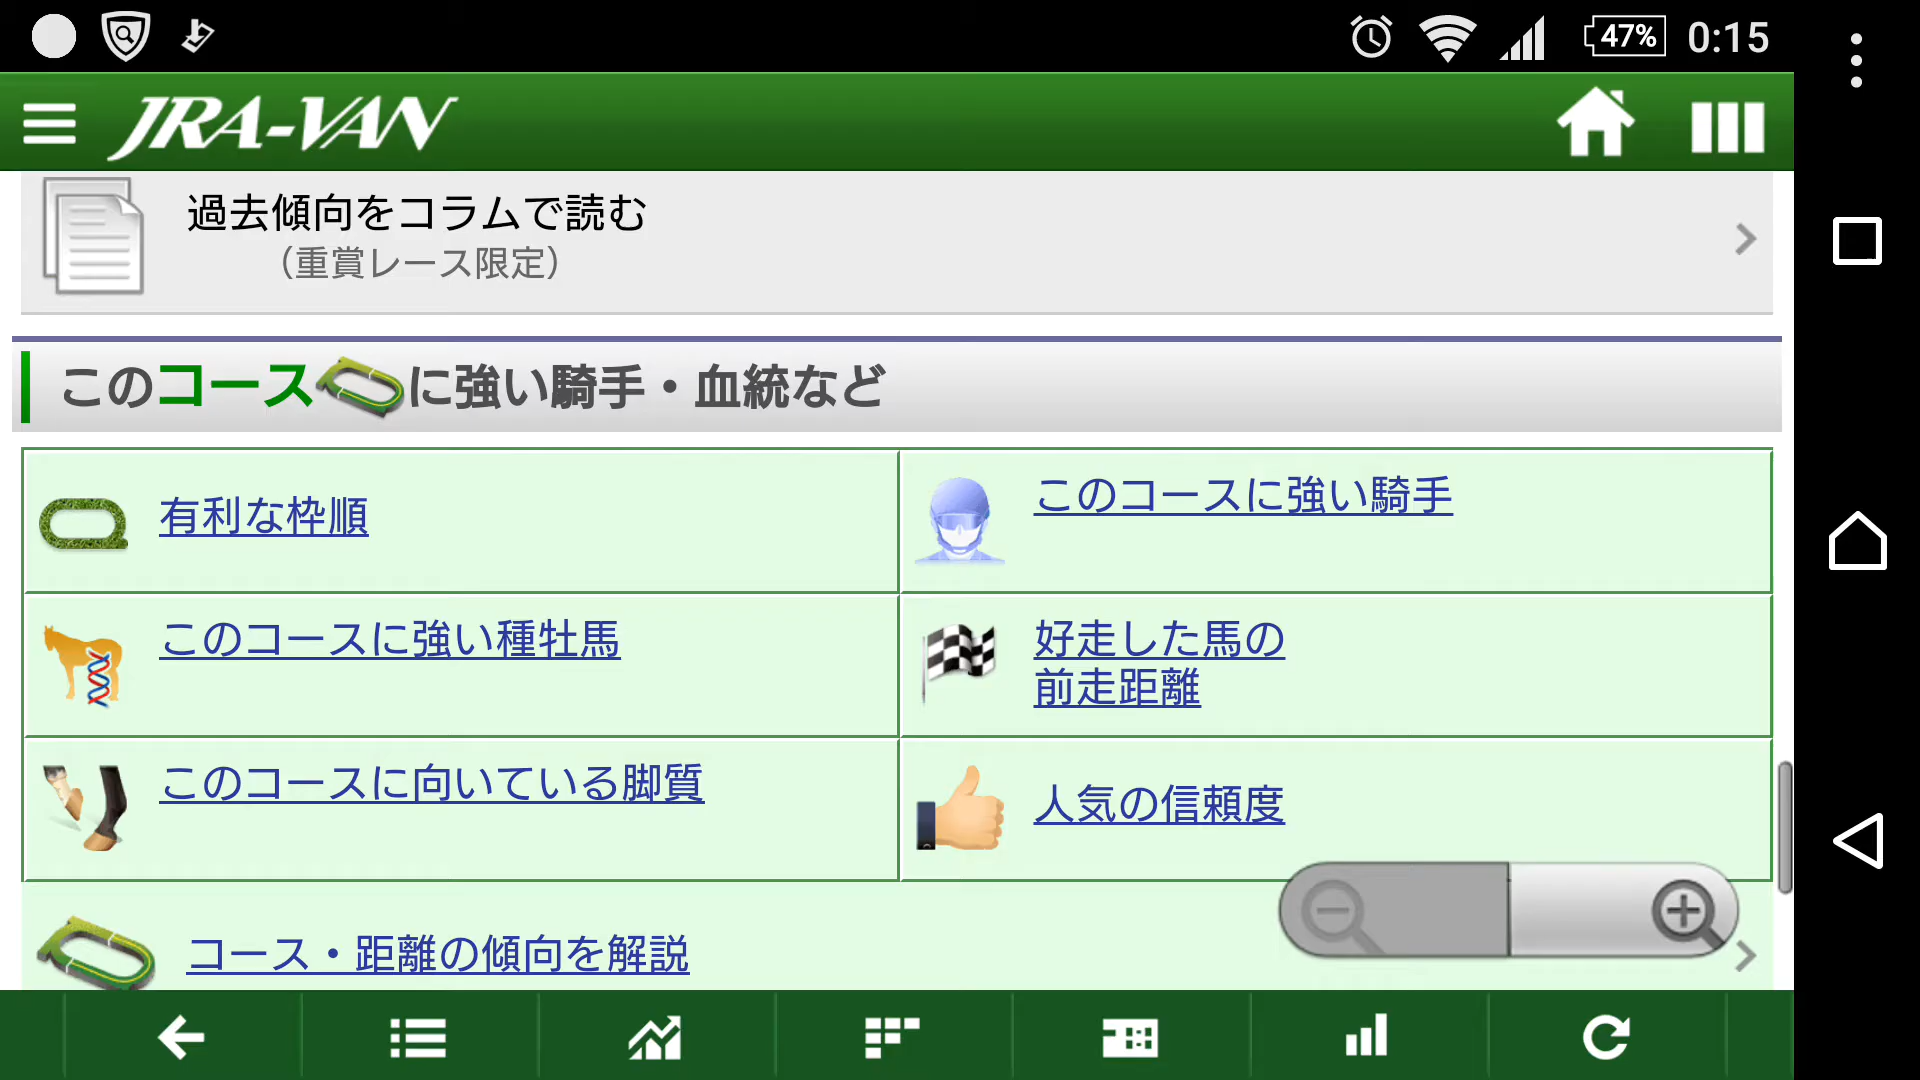 47% 0:15
JRA-VAN
過去傾向をコラムで読む
（重賞レース限定）
このコースに強い騎手・血統など
有利な枠順
このコースに強い騎手
このコースに強い種牡馬
好走した馬の
前走距離
このコースに向いている脚質
人気の信頼度
コース・距離の傾向を解説